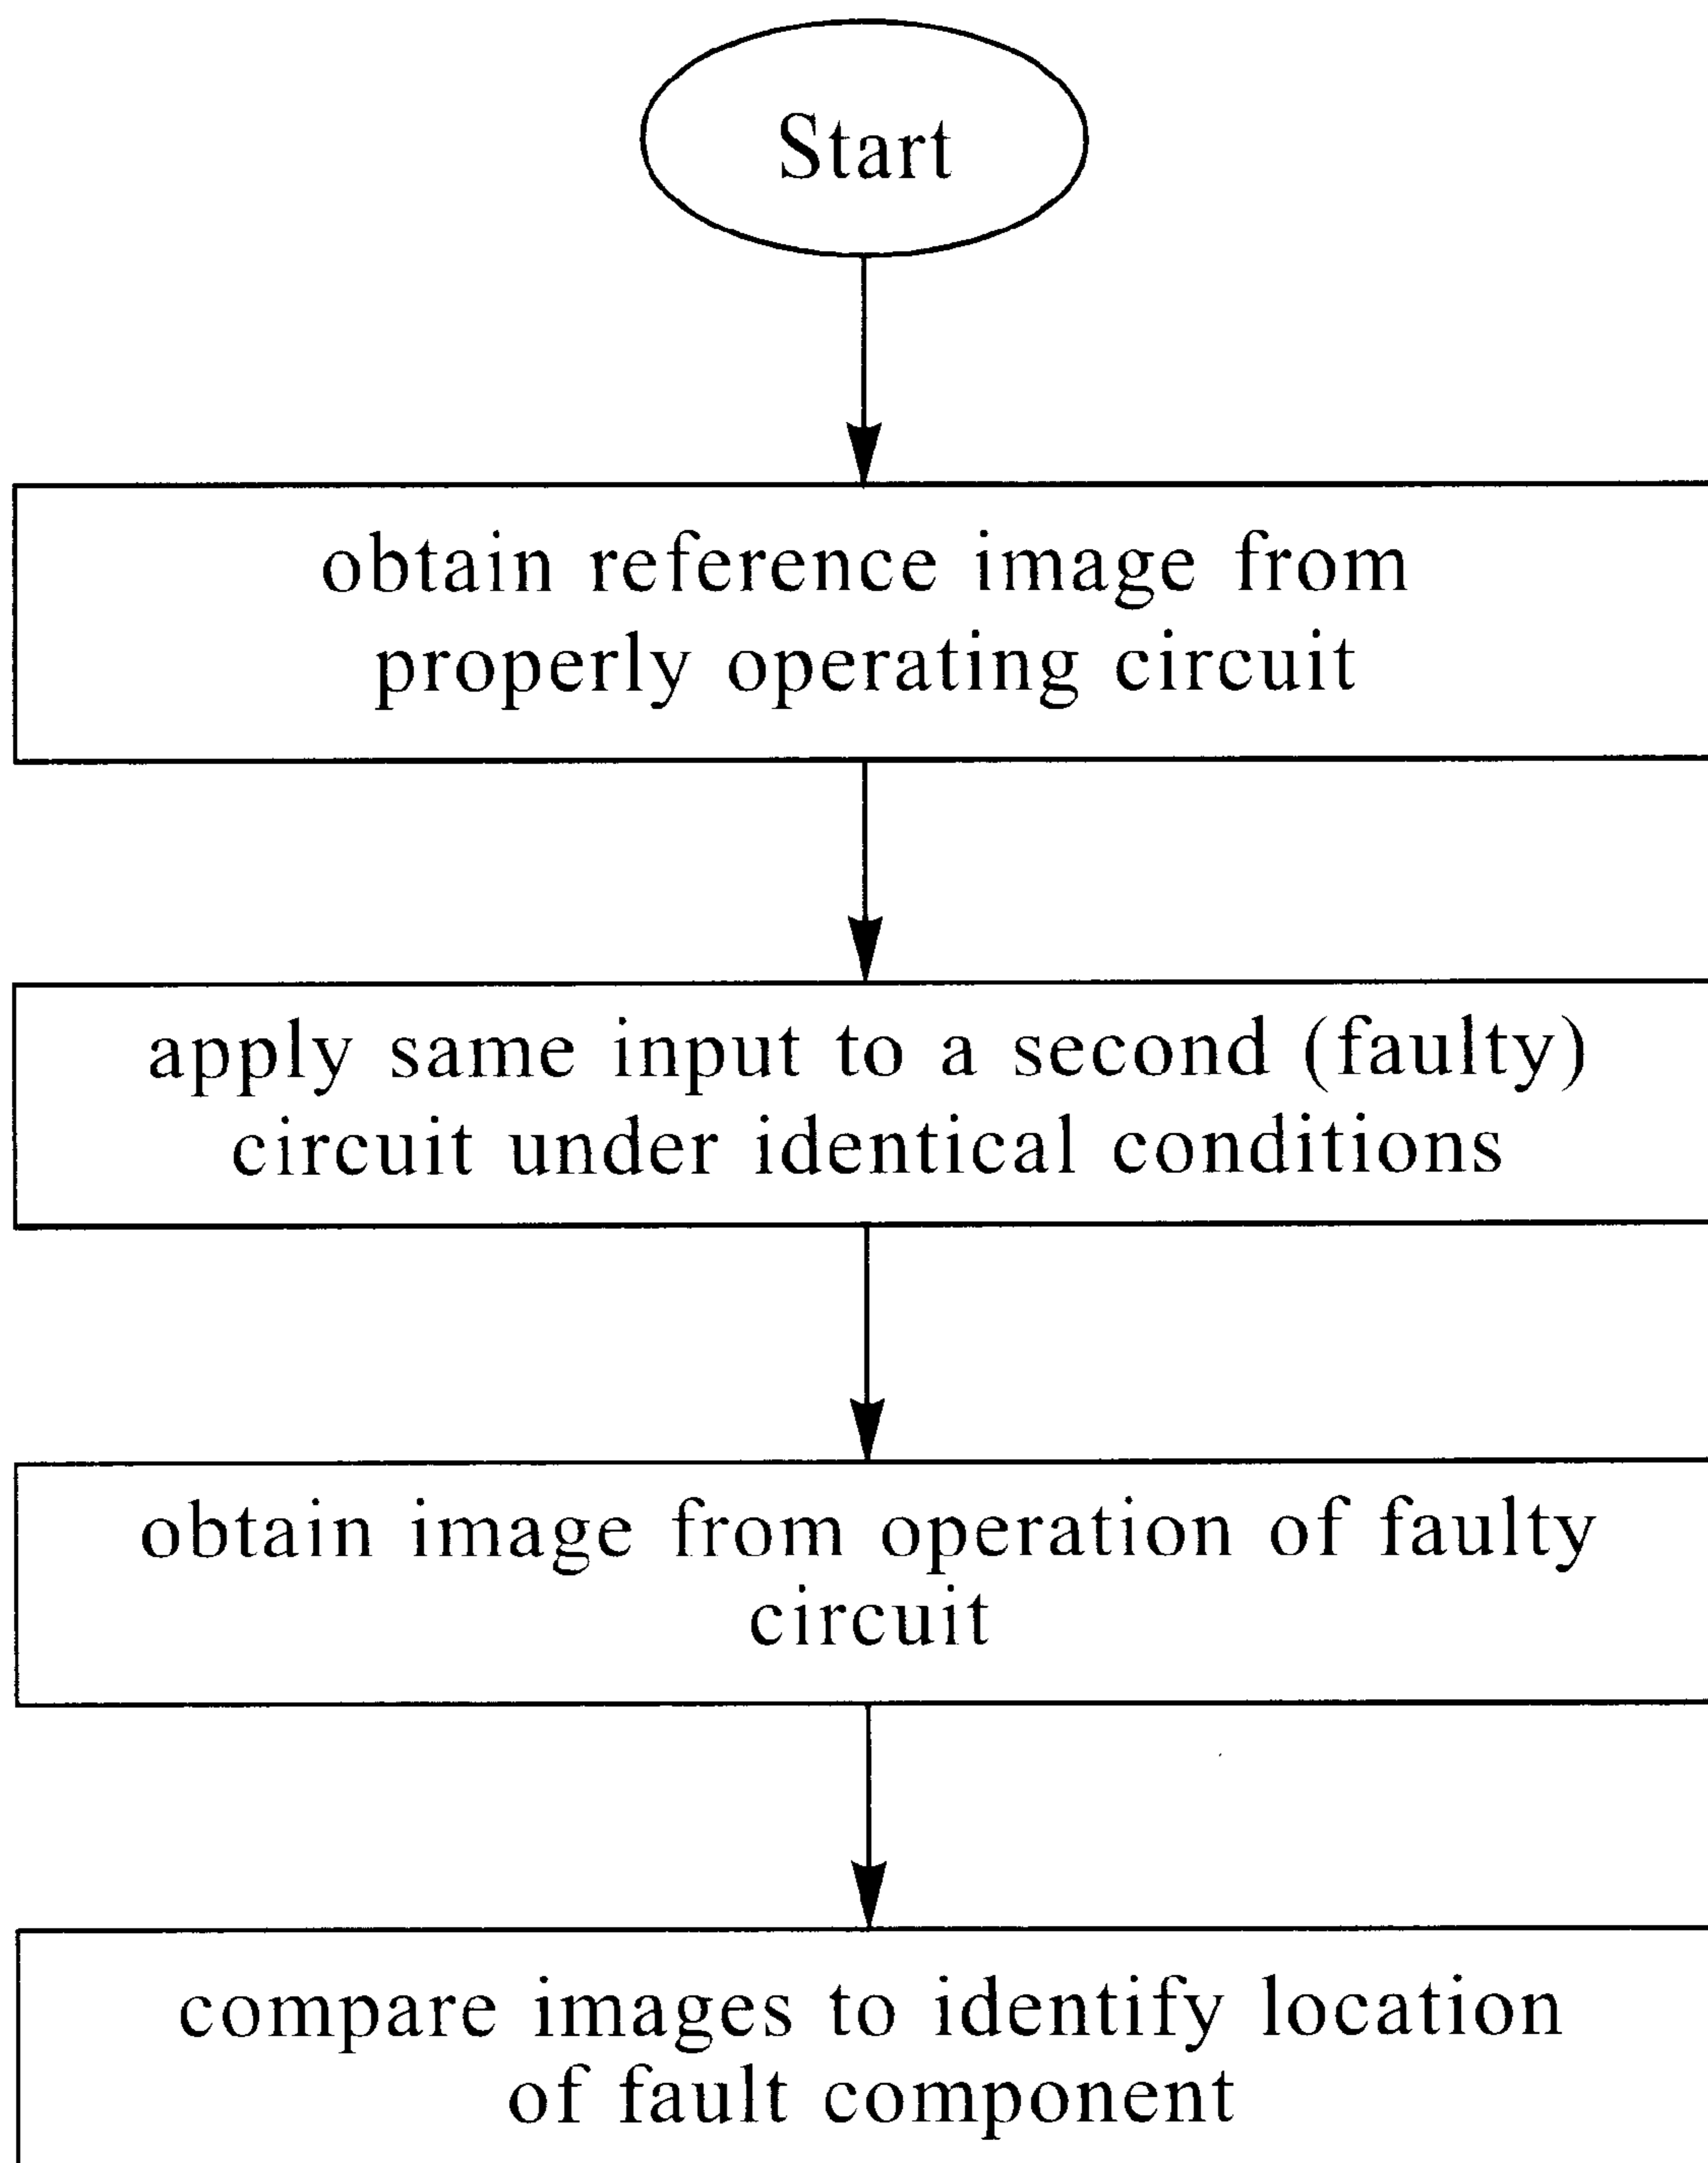 Start
obtain reference image from
properly operating circuit
apply same input to a second (faulty)
circuit under identical conditions
obtain image from operation of faulty
circuit
compare images to identify location
of fault component